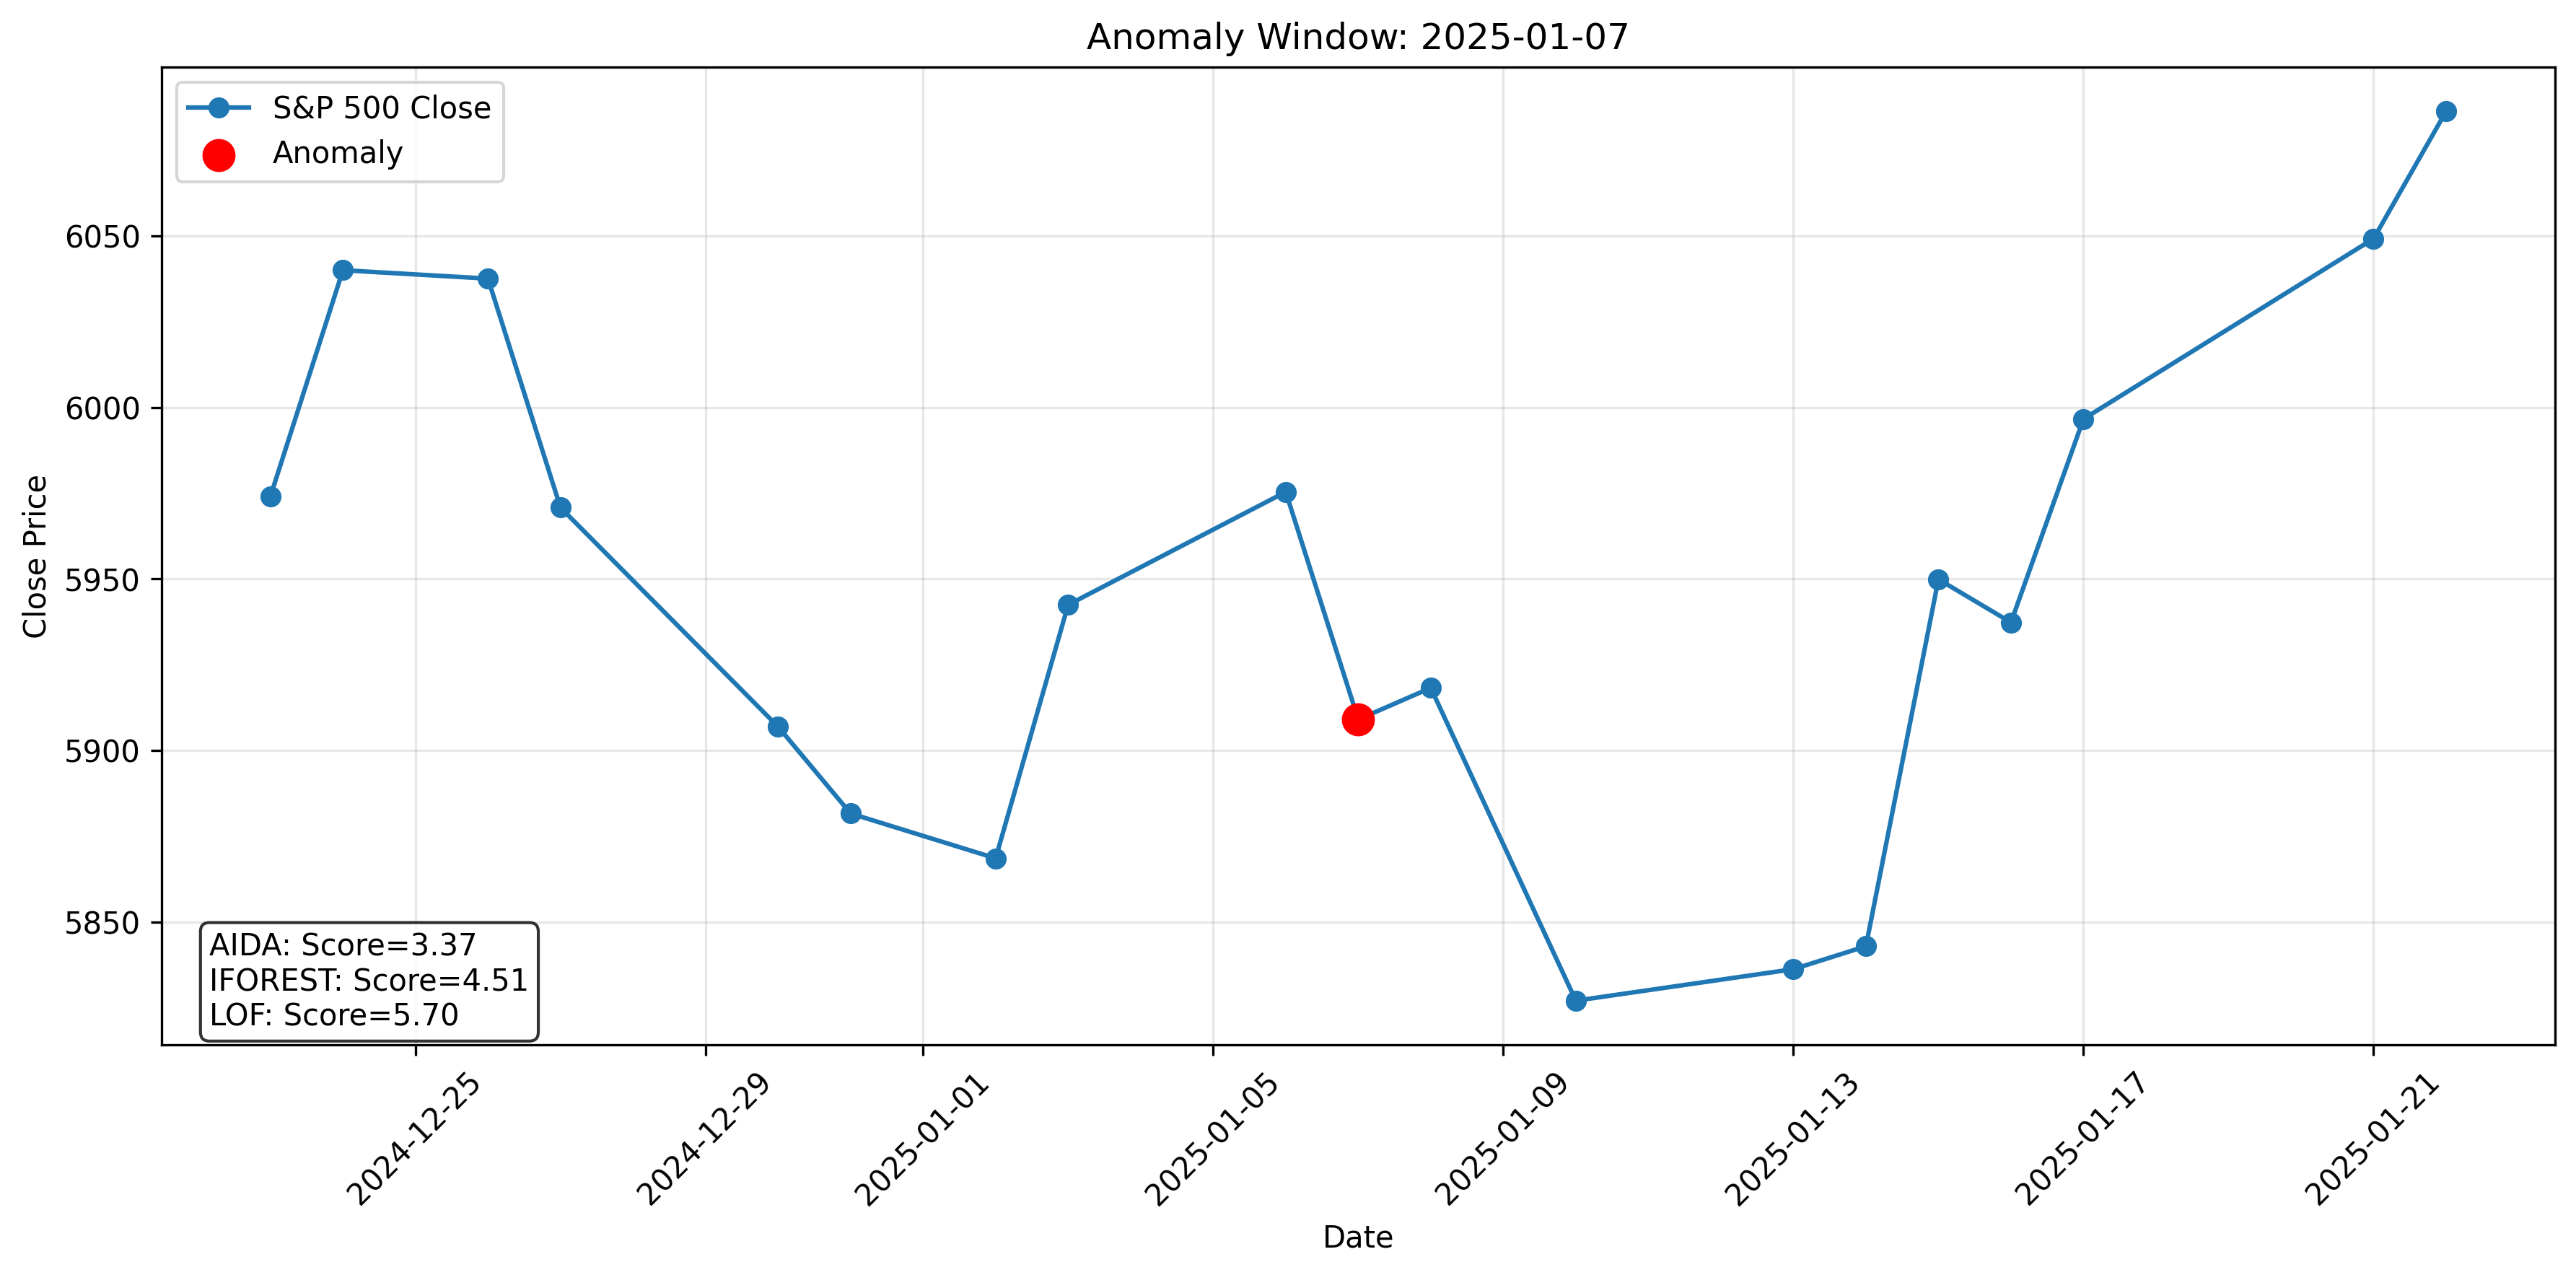 Anomaly Window: 2025-01-07
S&P 500 Close
Anomaly
Close Price
6050
6000
5950
5900
5850
AIDA: Score=3.37
IFOREST: Score=4.51
LOF: Score=5.70
2024-12-25
2024-12-29
2025-01-01
2025-01-05
2025-01-09
2025-01-13
2025-01-17
2025-01-21
Date